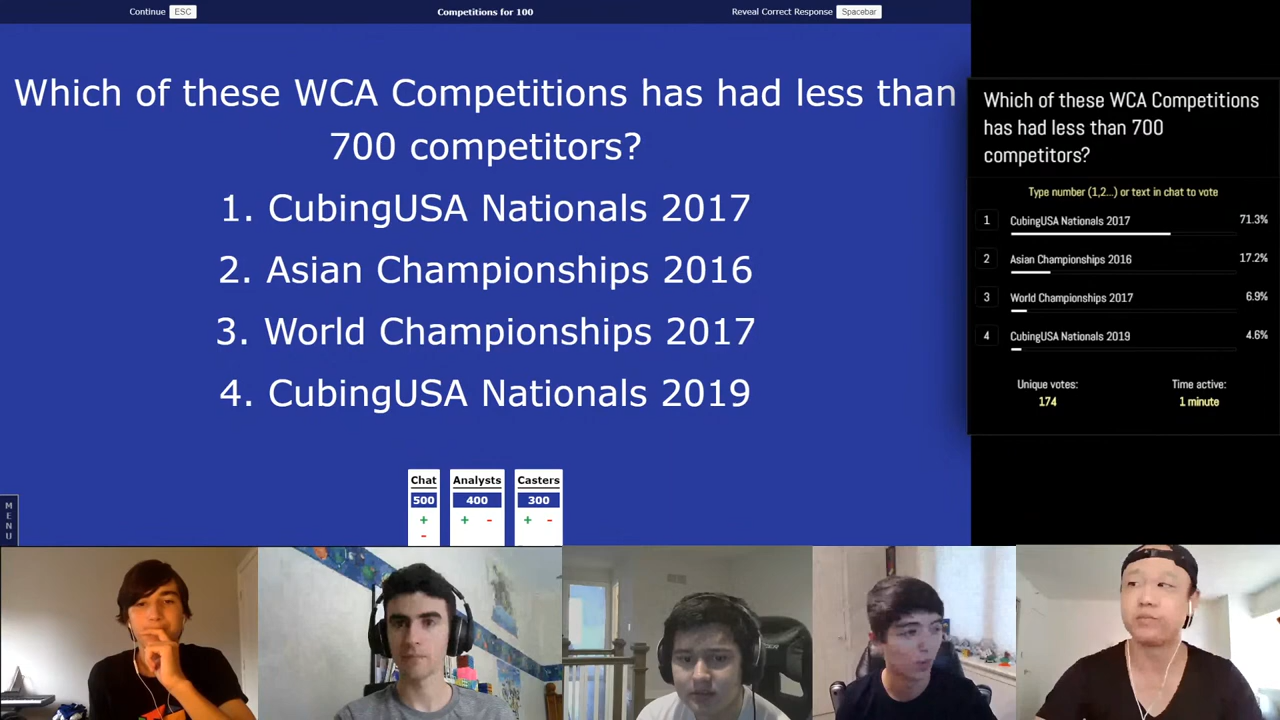 Continue ESC
Competitions for 100
Reveal Correct Response Spacebar
Which of these WCA Competitions has had less than
700 competitors?
1. CubingUSA Nationals 2017
2. Asian Championships 2016
3. World Championships 2017
4. CubingUSA Nationals 2019
Which of these WCA Competitions
has had less than 700
competitors?
Type number (1,2...) or text in chat to vote
1 CubingUSA Nationals 2017 71.3%
2 Asian Championships 2016 17.2%
3 World Championships 2017 6.9%
4 CubingUSA Nationals 2019 4.6%
Unique votes: Time active:
174 1 minute
Chat Analysts Casters
500 400 300
+ + - + -
-
MENU